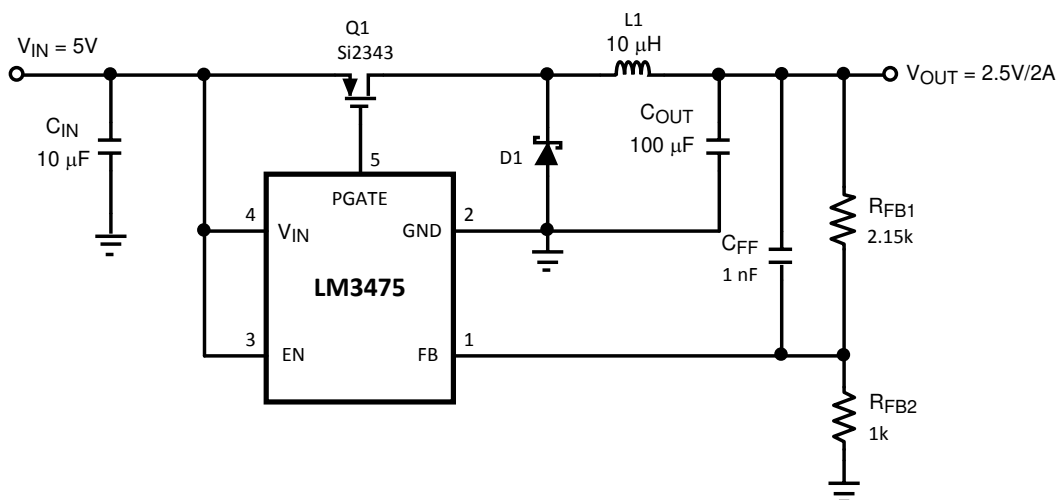 Q1
Si2343
L1
10 μH
VIN = 5V
VOUT = 2.5V/2A
CIN
10 μF
COUT
100 μF
D1
5
PGATE
4
VIN
GND
2
RFB1
2.15k
CFF
1 nF
LM3475
3
EN
FB
1
RFB2
1k